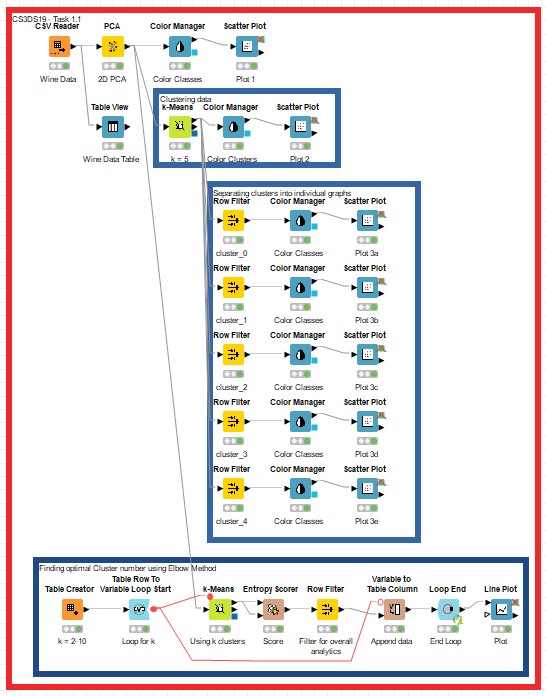 CS3DS19 - Task 1.1
CSV Reader PCA Color Manager Scatter Plot
Wine Data 2D PCA Color Classes Plot 1
Table View
Wine Data Table
Clustering data
k-Means Color Manager Scatter Plot
k = 5 Color Clusters Plot 2
Separating clusters into individual graphs
Row Filter Color Manager Scatter Plot
cluster_0 Color Classes Plot 3a
Row Filter Color Manager Scatter Plot
cluster_1 Color Classes Plot 3b
Row Filter Color Manager Scatter Plot
cluster_2 Color Classes Plot 3c
Row Filter Color Manager Scatter Plot
cluster_3 Color Classes Plot 3d
Row Filter Color Manager Scatter Plot
cluster_4 Color Classes Plot 3e
Finding optimal Cluster number using Elbow Method
Table Creator
k = 2-10
Table Row To
Variable Loop Start
Loop for k
k-Means
Using k clusters
Entropy Scorer
Score
Row Filter
Filter for overall
analytics
Variable to
Table Column
Append data
Loop End
End Loop
Line Plot
Plot